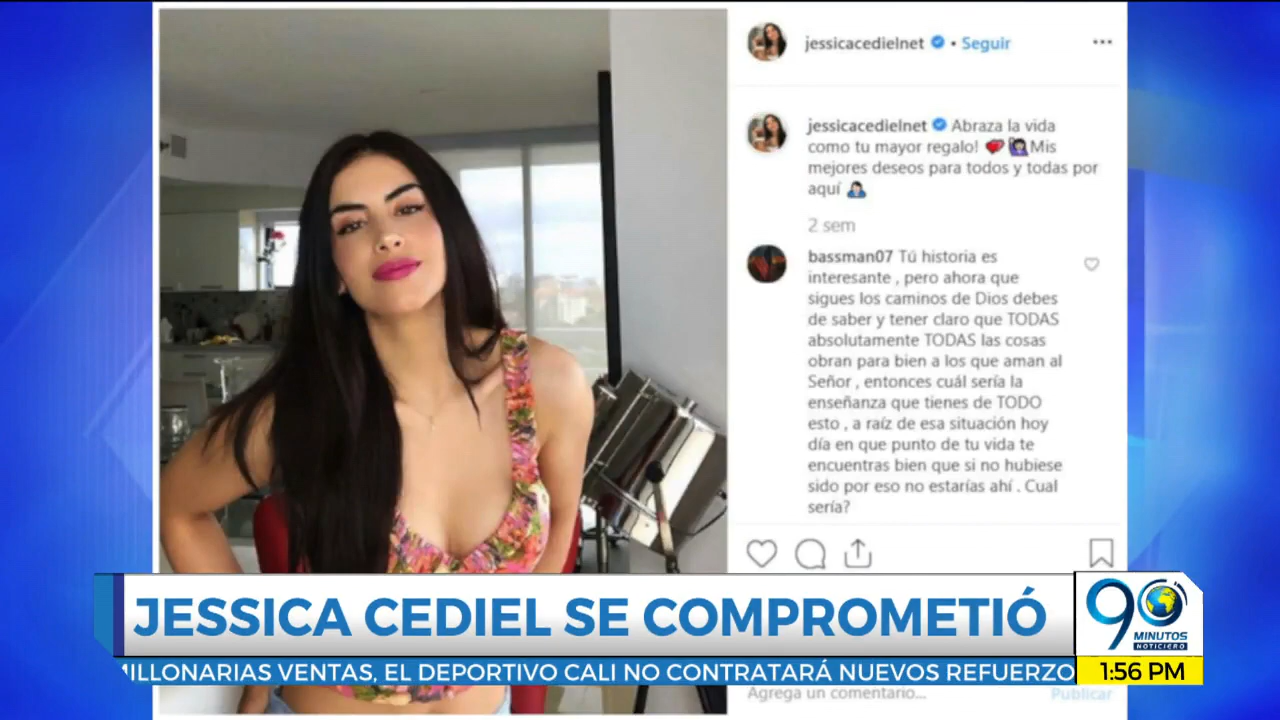 jessicacedielnet • Seguir
jessicacedielnet Abraza la vida
como tu mayor regalo! Mis
mejores deseos para todos y todas por
aquí
2 sem
bassman07 Tú historia es
interesante , pero ahora que
sigues los caminos de Dios debes
de saber y tener claro que TODAS
absolutamente TODAS las cosas
obran para bien a los que aman al
Señor , entonces cuál sería la
enseñanza que tienes de TODO
esto , a raíz de esa situación hoy
día en que punto de tu vida te
encuentras bien que si no hubiese
sido por eso no estarías ahí . Cual
sería?
JESSICA CEDIEL SE COMPROMETIÓ
90
MINUTOS
NOTICIERO
MILLONARIAS VENTAS, EL DEPORTIVO CALI NO CONTRATARÁ NUEVOS REFUERZO
1:56 PM
Agrega un comentario...
Publicar